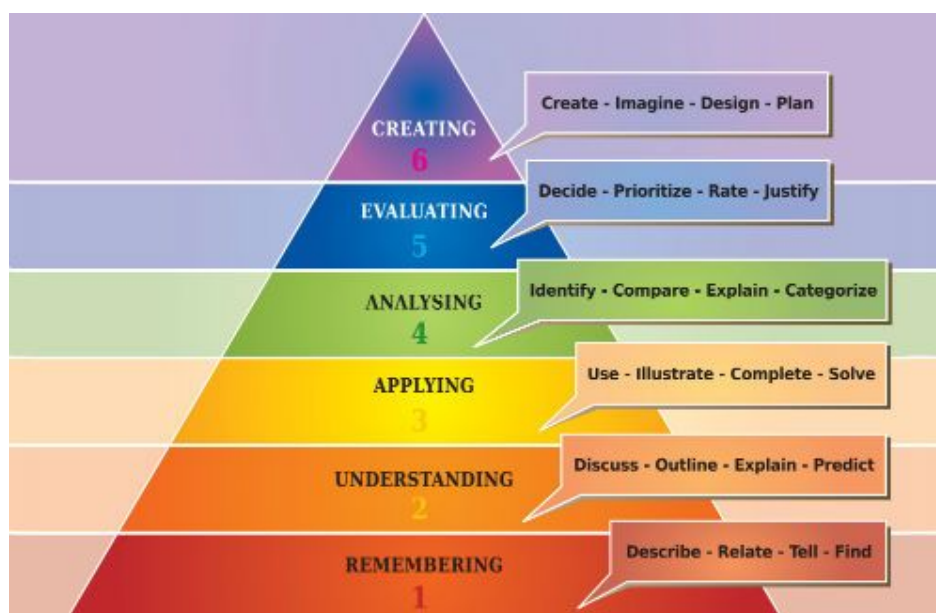 Create - Imagine - Design - Plan
CREATING
6
Decide - Prioritize - Rate - Justify
EVALUATING
5
Identify - Compare - Explain - Categorize
ANALYSING
4
Use - Illustrate - Complete - Solve
APPLYING
3
Discuss - Outline - Explain - Predict
UNDERSTANDING
2
Describe - Relate - Tell - Find
REMEMBERING
1